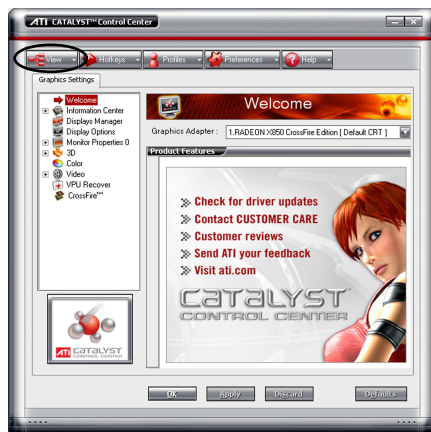 ATI CATALYST™ Control Center
View
Hotkeys
Profiles
Preferences
Help
Graphics Settings
Welcome
Information Center
Displays Manager
Display Options
Monitor Properties 0
3D
Color
Video
VPU Recover
CrossFire™
Welcome
Graphics Adapter :
1.RADEON X850 CrossFire Edition [ Default CRT ]
Product Features
Check for driver updates
Contact CUSTOMER CARE
Customer reviews
Send ATI your feedback
Visit ati.com
CATALYST
CONTROL CENTER
ATI CATALYST
CONTROL CENTER
OK
Apply
Discard
Defaults